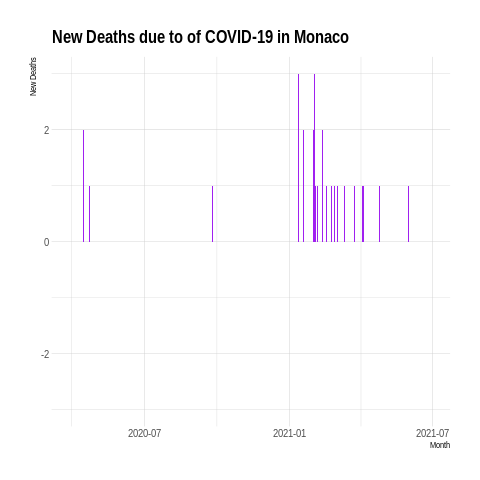 New Deaths due to of COVID-19 in Monaco
New Deaths
2
0
-2
2020-07
2021-01
2021-07
Month